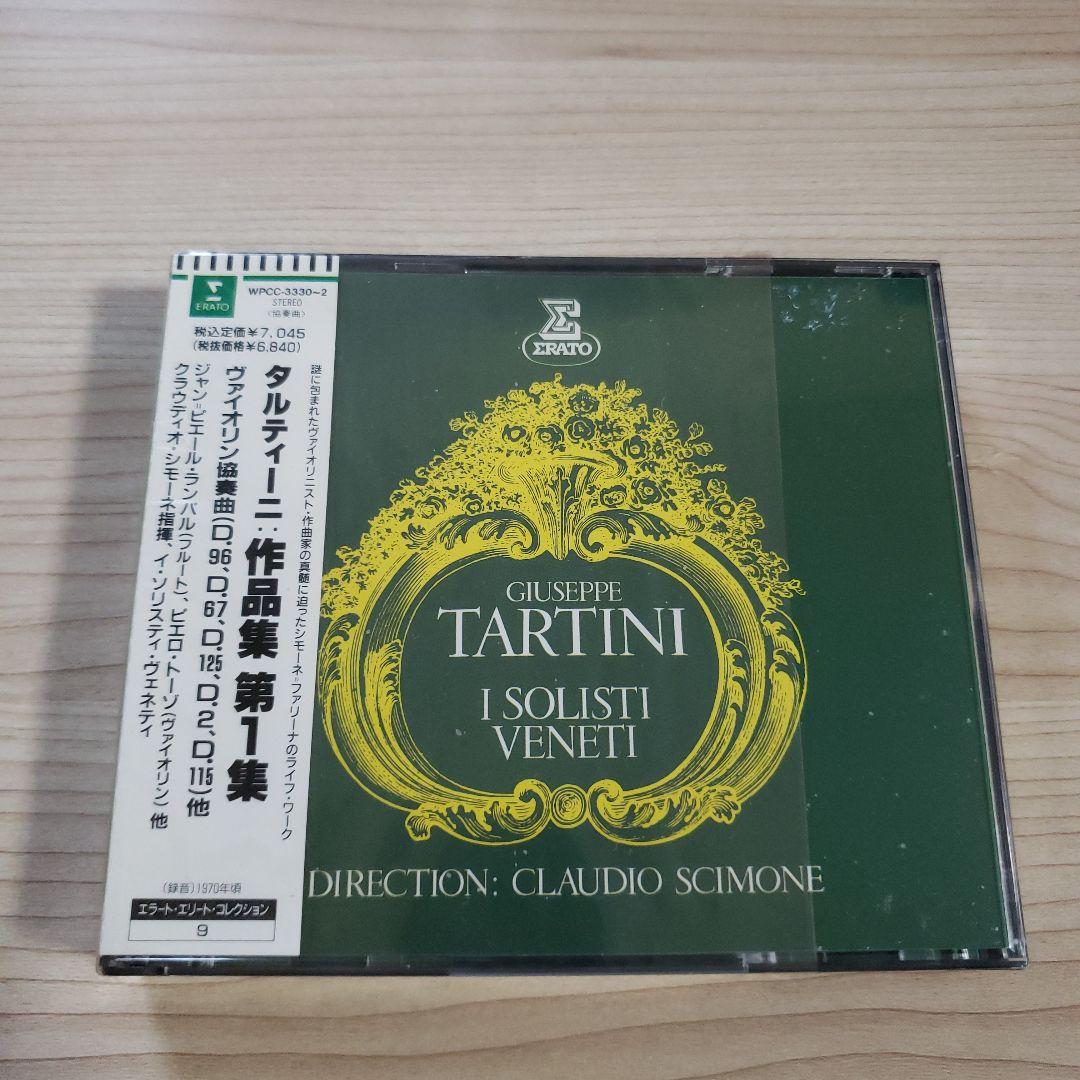 ERATO
WPCC-3330~2
STEREO
〈協奏曲〉
税込定価¥7,045
(税抜価格¥6,840)
謎に包まれたヴァイオリニスト・作曲家の真髄に迫ったシモーネ=ファリーナのライフ・ワーク
タルティーニ:作品集 第1集
ヴァイオリン協奏曲(D.96、D.67、D.125、D.2、D.115)他
ジャン=ピエール・ランパル(フルート)、ピエロ・トーゾ(ヴァイオリン)他
クラウディオ・シモーネ指揮、イ・ソリスティ・ヴェネティ
(録音)1970年頃
エラート・エリート・コレクション
9
ERATO
GIUSEPPE
TARTINI
I SOLISTI
VENETI
DIRECTION: CLAUDIO SCIMONE